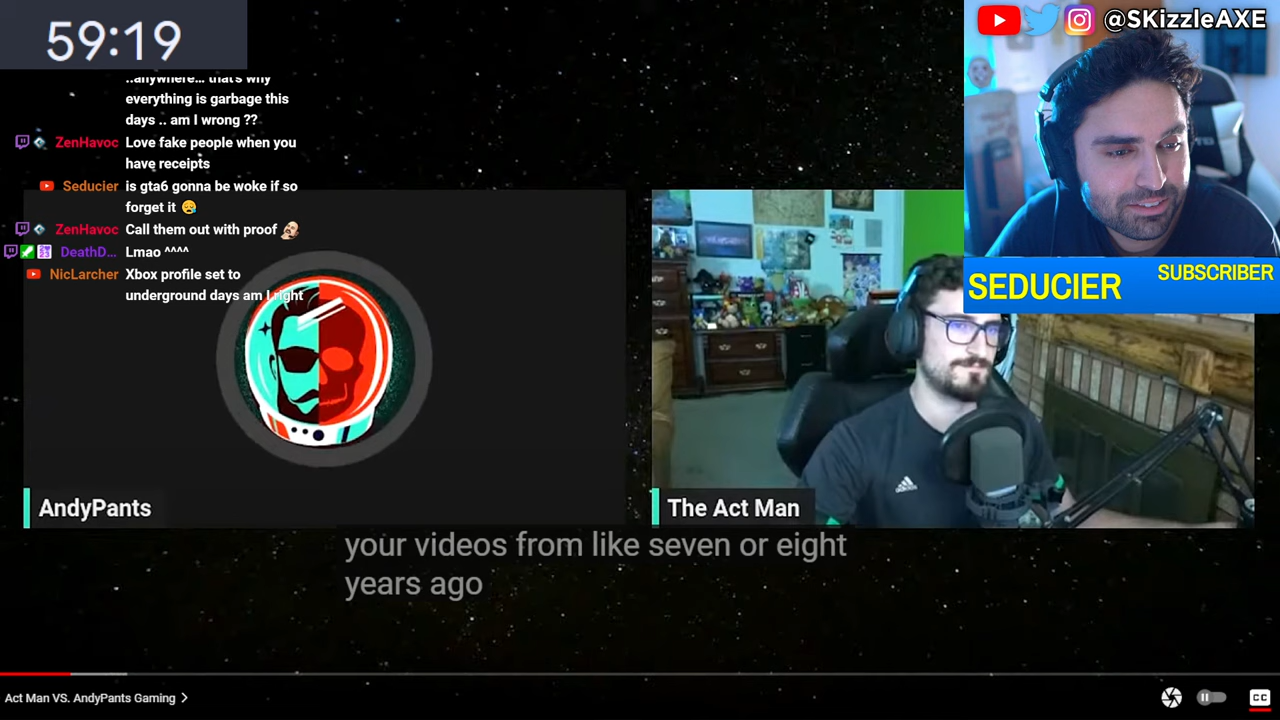 59:19
@SKizzleAXE
..anywhere... that's why
everything is garbage this
days .. am I wrong ??
ZenHavoc Love fake people when you
have receipts
Seducier is gta6 gonna be woke if so
forget it 😥
ZenHavoc Call them out with proof
DeathD... Lmao ^^^^
NicLarcher Xbox profile set to
underground days am I right
SEDUCIER SUBSCRIBER
AndyPants
The Act Man
your videos from like seven or eight
years ago
Act Man VS. AndyPants Gaming
CC